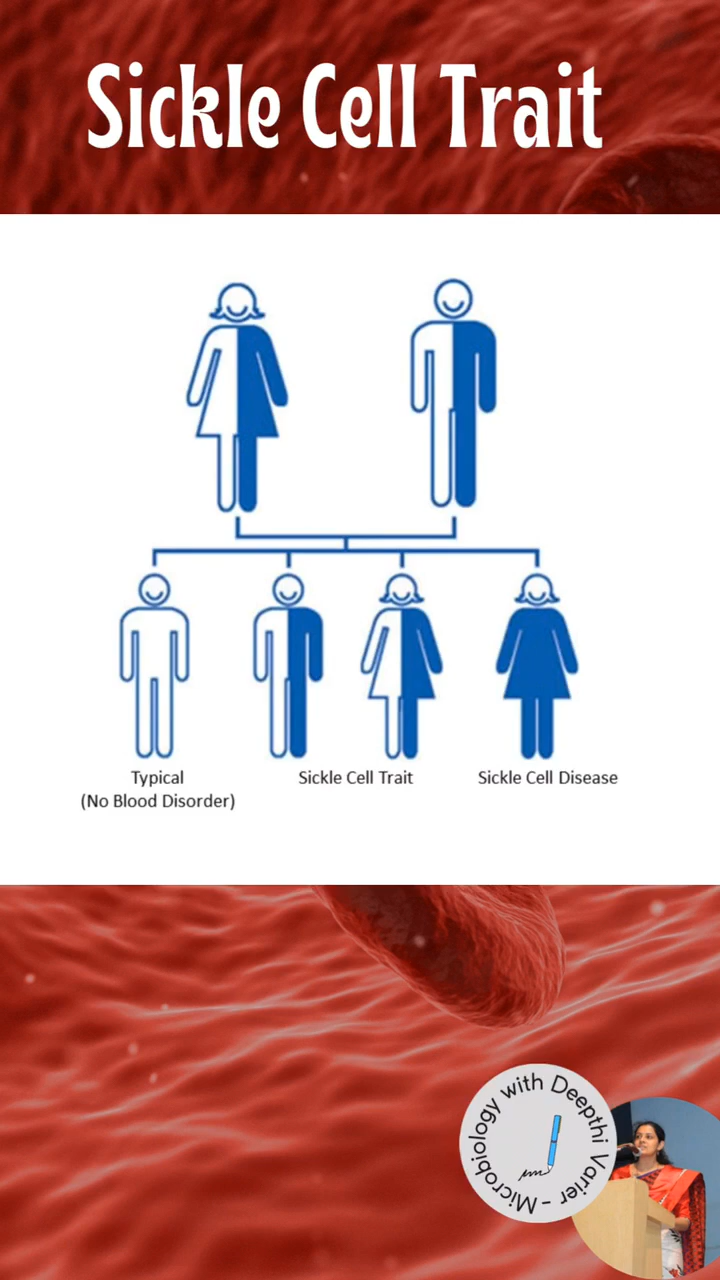 Sickle Cell Trait
Typical
(No Blood Disorder)
Sickle Cell Trait
Sickle Cell Disease
Microbiology with Deepthi Varier -